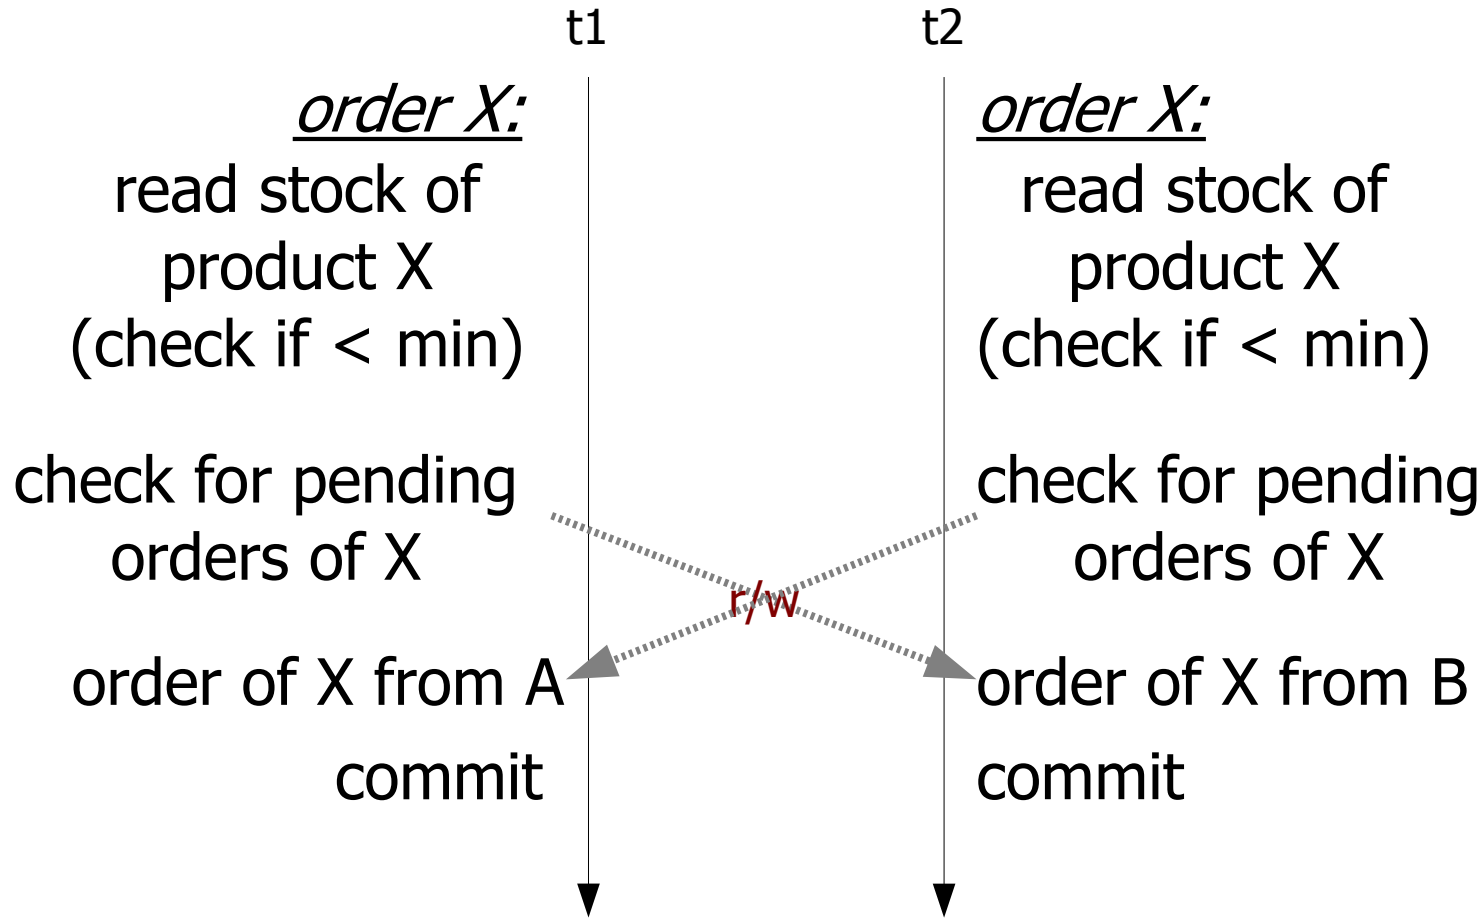 t1
t2
order X:
read stock of
product X
(check if < min)
check for pending
orders of X
order of X from A
commit
r/w
order X:
read stock of
product X
(check if < min)
check for pending
orders of X
order of X from B
commit